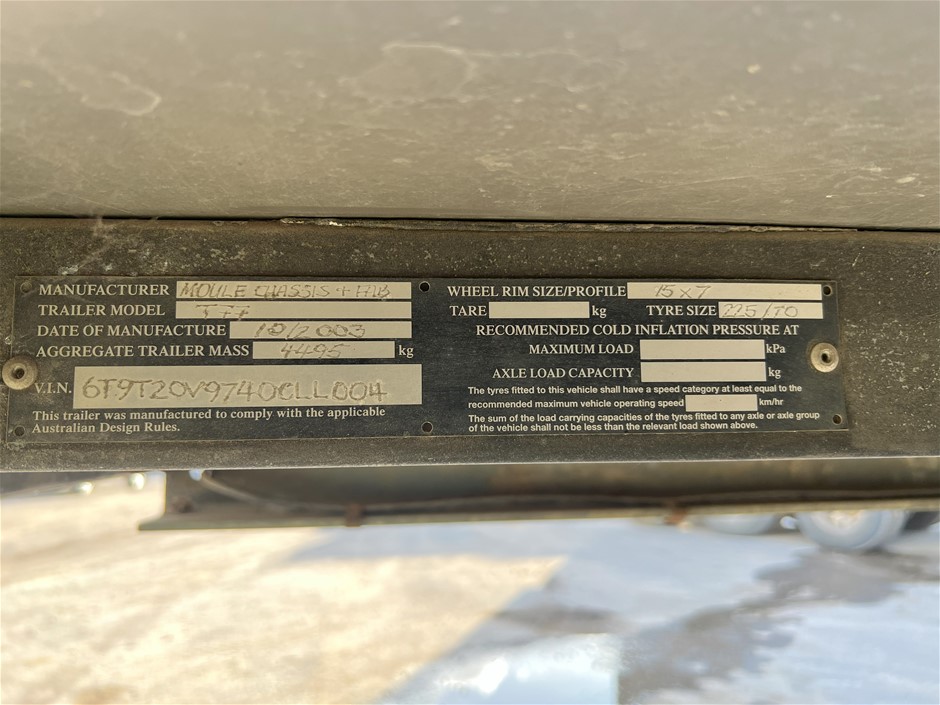 MANUFACTURER MOULE CHASSIS + FAB
TRAILER MODEL
DATE OF MANUFACTURE 10/2003
AGGREGATE TRAILER MASS 4495 kg
V.I.N. 6T9T20V9740CLL004
This trailer was manufactured to comply with the applicable
Australian Design Rules.
WHEEL RIM SIZE/PROFILE 15x7
TARE kg TYRE SIZE 225/70
RECOMMENDED COLD INFLATION PRESSURE AT
MAXIMUM LOAD kPa
AXLE LOAD CAPACITY kg
The tyres fitted to this vehicle shall have a speed category at least equal to the
recommended maximum vehicle operating speed km/hr
The sum of the load carrying capacities of the tyres fitted to any axle or axle group
of the vehicle shall not be less than the relevant load shown above.